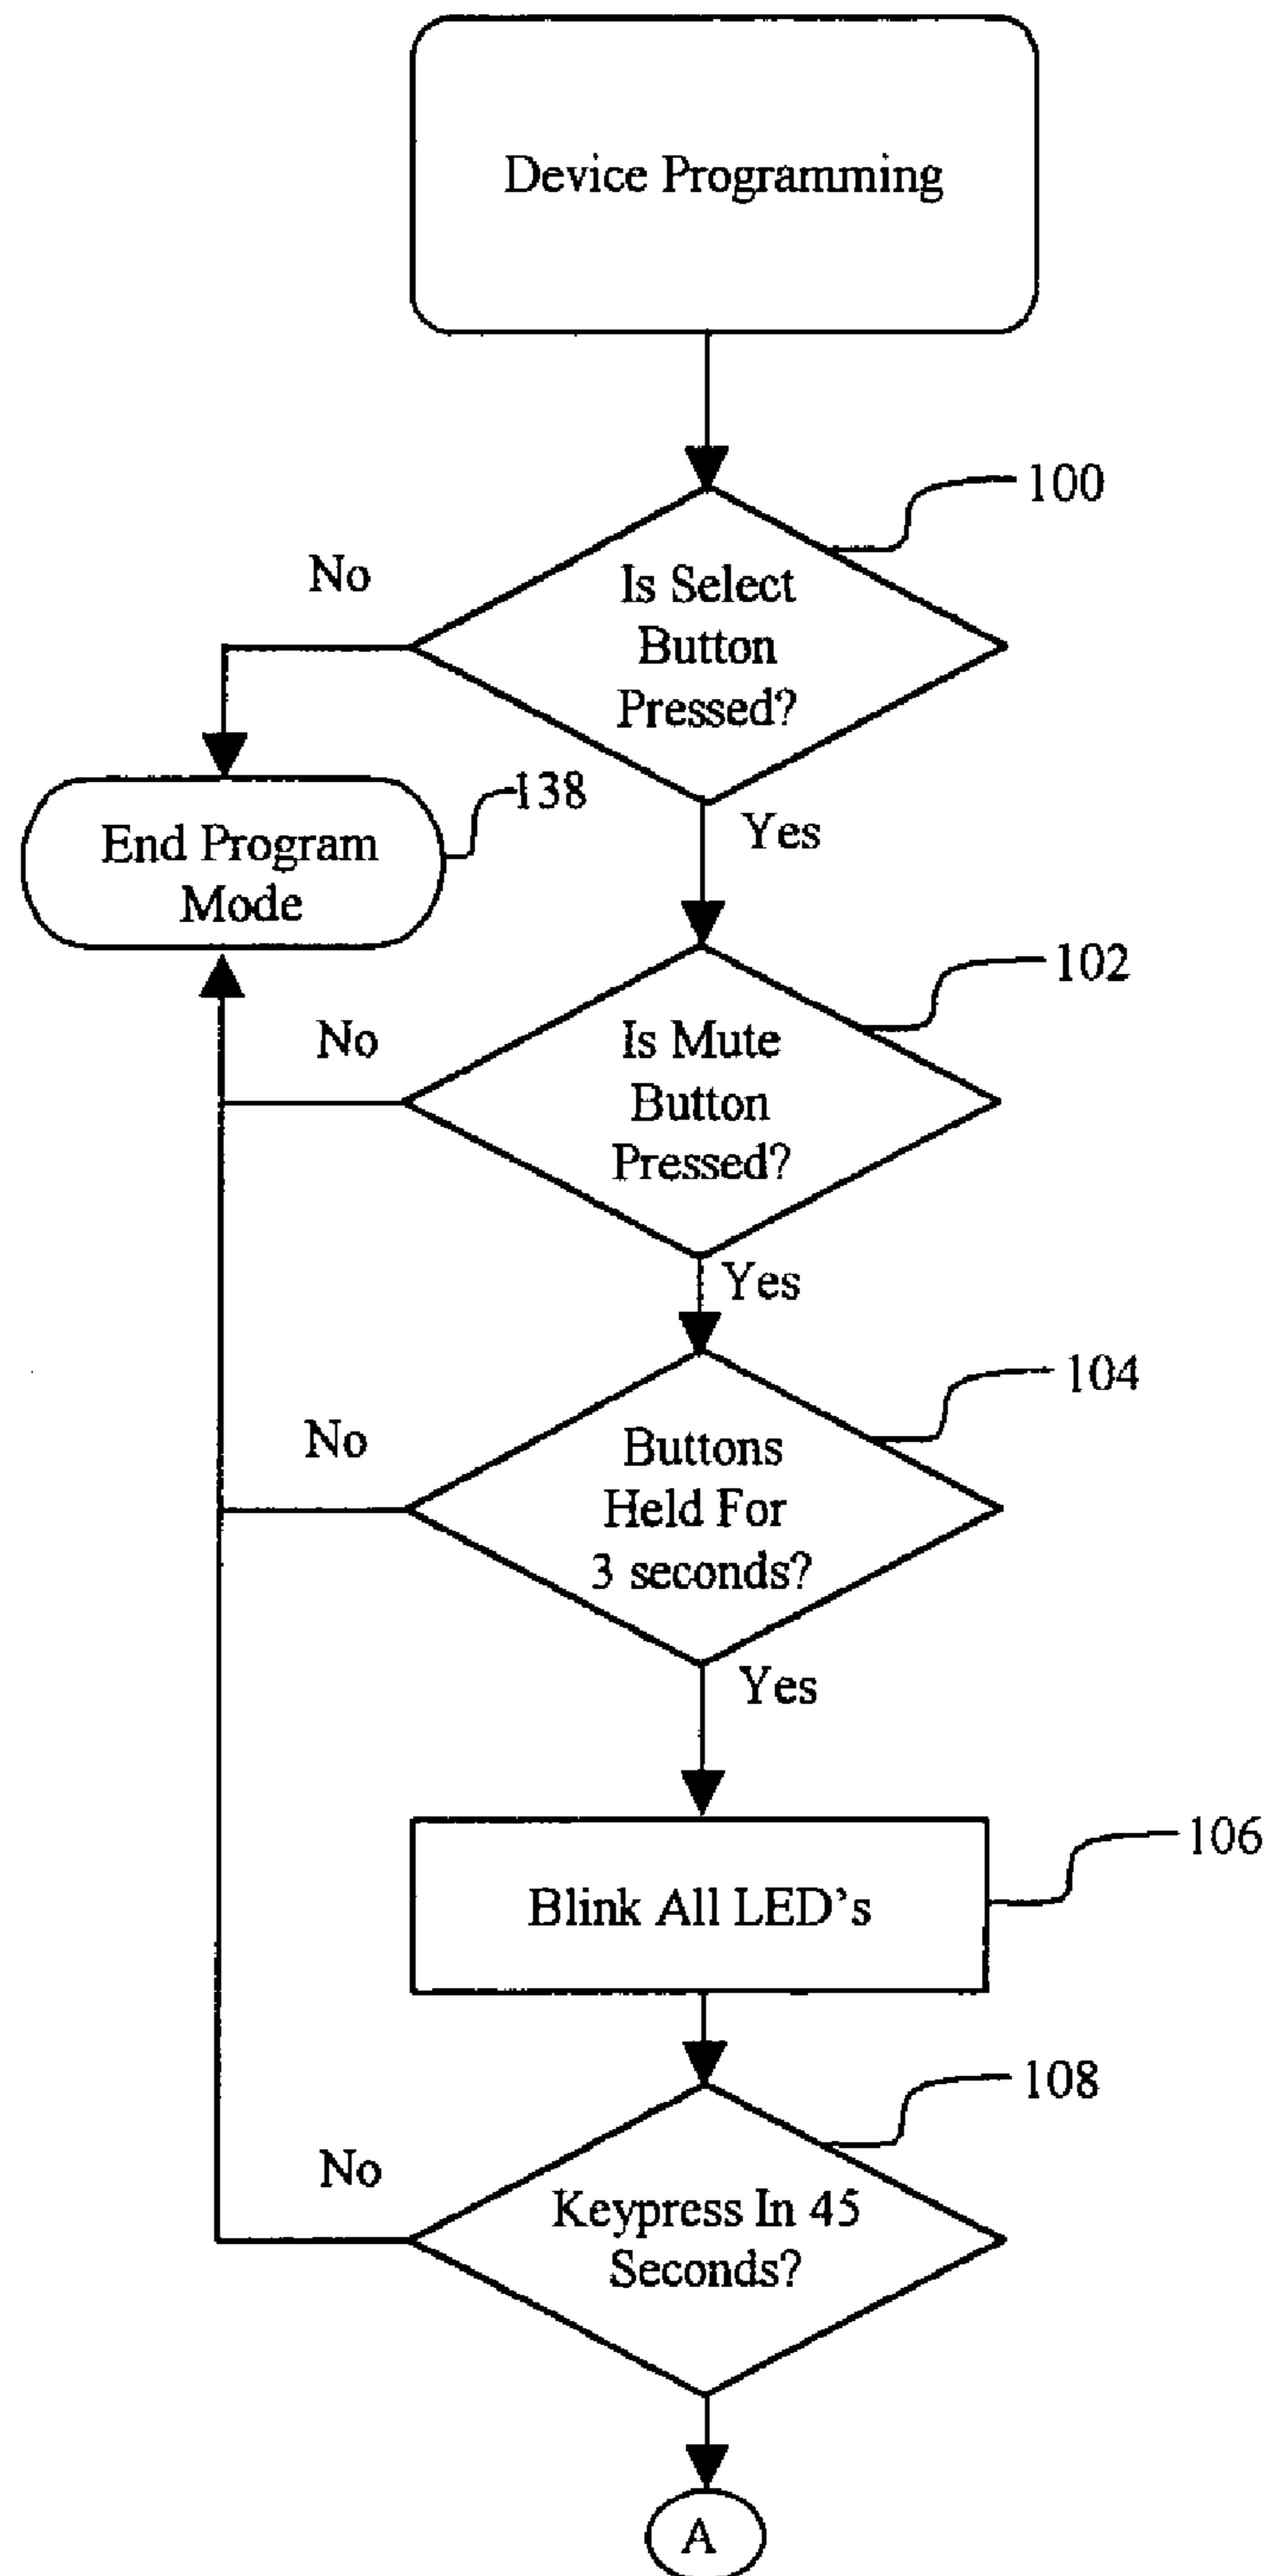 Device Programming
100
No
Is Select
Button
Pressed?
138
Yes
End Program
Mode
102
No
Is Mute
Button
Pressed?
Yes
104
No
Buttons
Held For
3 seconds?
Yes
106
Blink All LED's
108
No
Keypress In 45
Seconds?
A